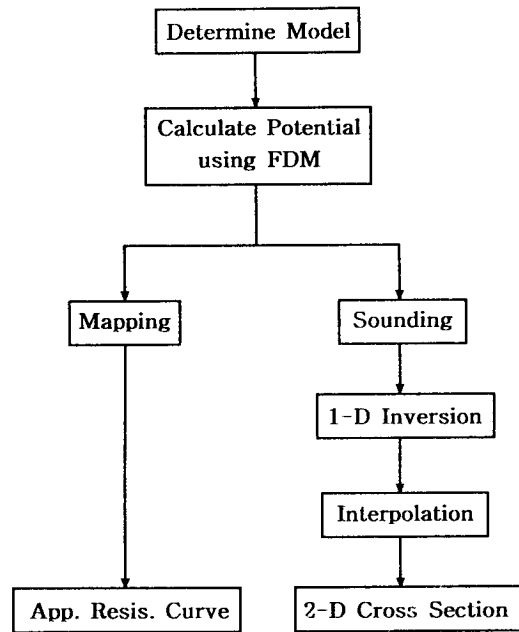 Determine Model
Calculate Potential
using FDM
Mapping
Sounding
1-D Inversion
Interpolation
App. Resis. Curve
2-D Cross Section